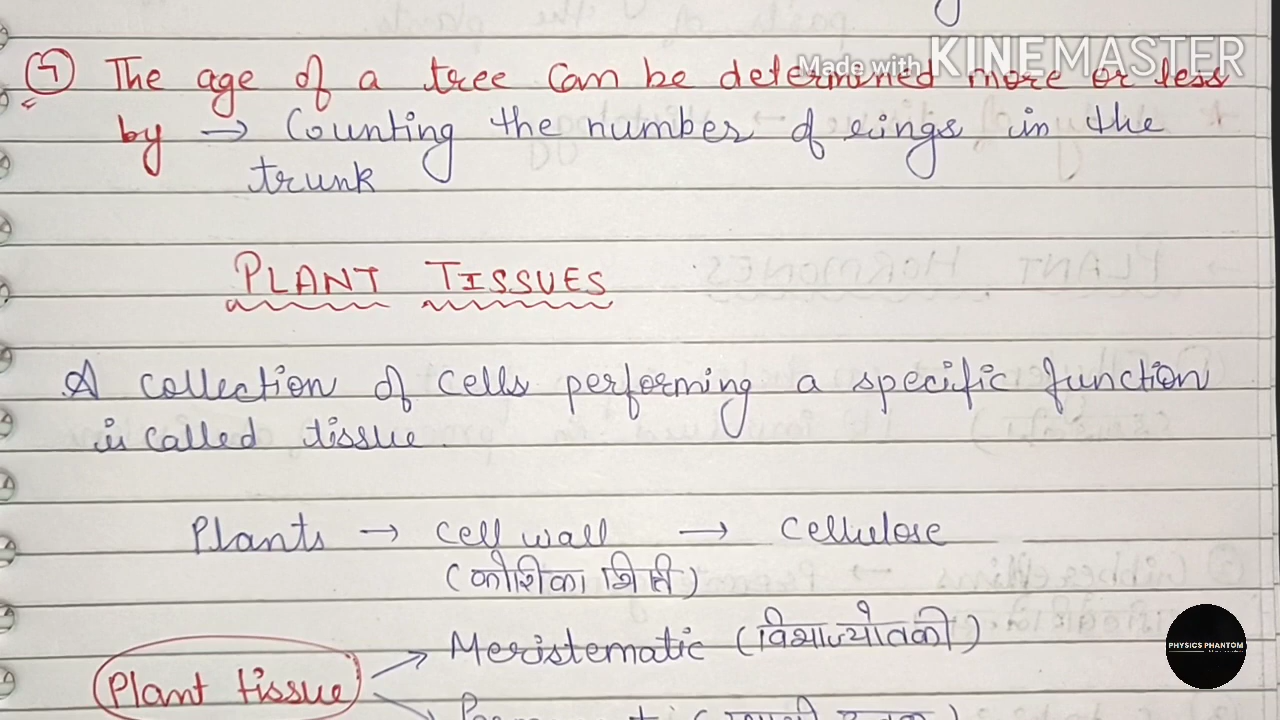 Made with KINEMASTER
7 The age of a tree can be determined more or less
by → Counting the number of rings in the
trunk
PLANT TISSUES
A collection of cells performing a specific function
is called tissue.
Plants → cell wall → cellulose
(कोशिका
Meristematic
Plant tissue
PHYSICS PHANTOM